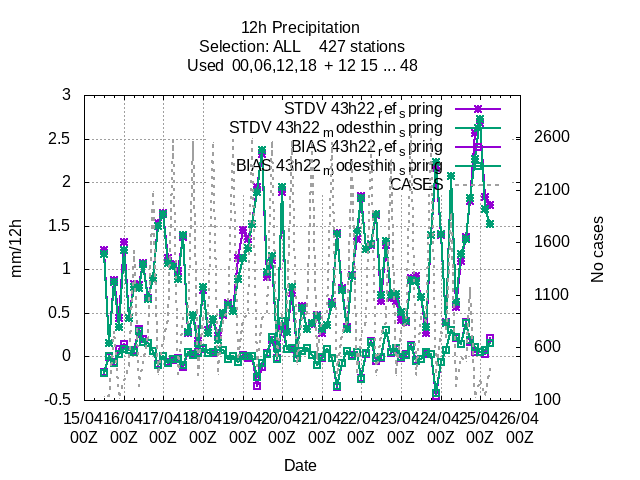 12h Precipitation
Selection: ALL 427 stations
Used 00,06,12,18 + 12 15 ... 48
STDV 43h22_ref_spring
STDV 43h22_modesthin_spring
BIAS 43h22_ref_spring
BIAS 43h22_modesthin_spring
CASES
3
2.5
2
1.5
1
0.5
0
-0.5
mm/12h
2600
2100
1600
1100
600
100
No cases
15/04 16/04 17/04 18/04 19/04 20/04 21/04 22/04 23/04 24/04 25/04 26/04
00Z 00Z 00Z 00Z 00Z 00Z 00Z 00Z 00Z 00Z 00Z 00Z
Date